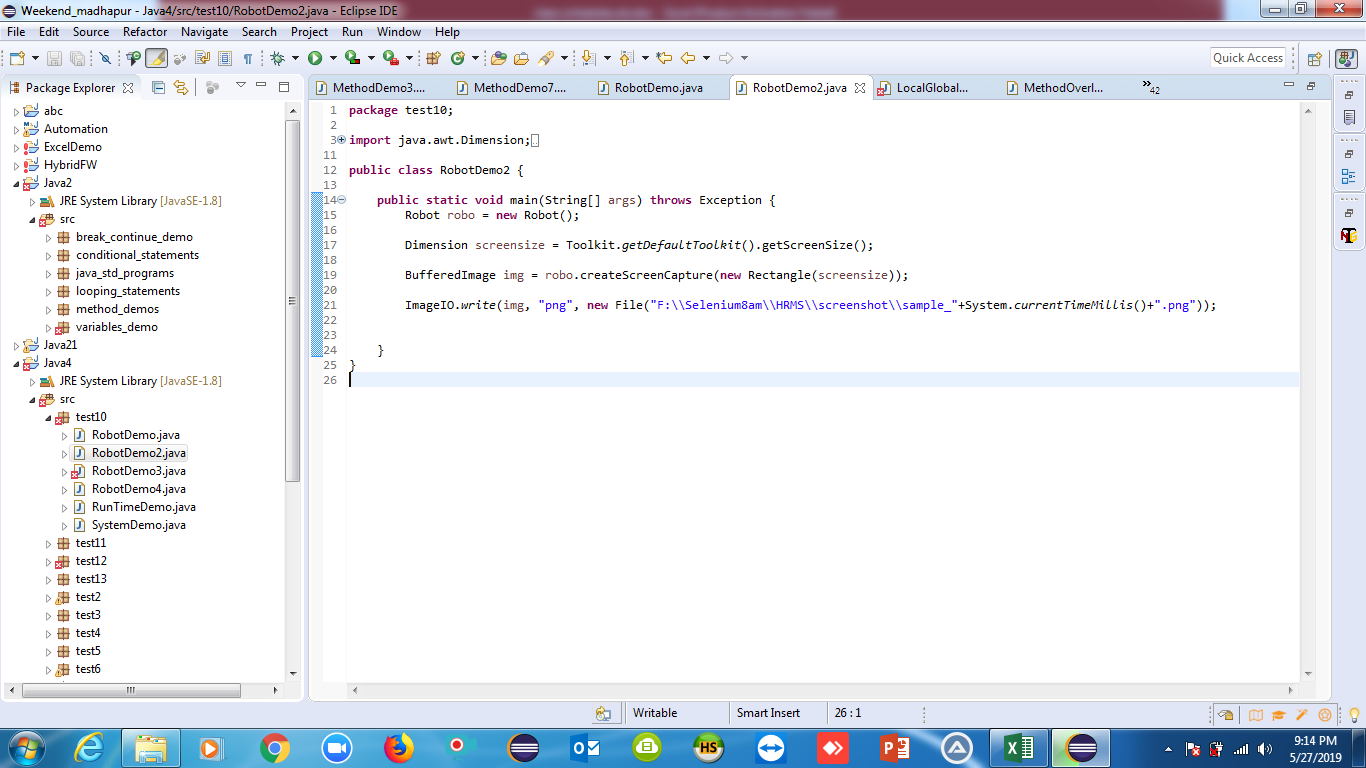 Weekend_madhapur - Java4/src/test10/RobotDemo2.java - Eclipse IDE
File Edit Source Refactor Navigate Search Project Run Window Help
Quick Access
Package Explorer
MethodDemo3.... MethodDemo7.... RobotDemo.java RobotDemo2.java LocalGlobal... MethodOverl... »42
abc
Automation
ExcelDemo
HybridFW
Java2
JRE System Library [JavaSE-1.8]
src
break_continue_demo
conditional_statements
java_std_programs
looping_statements
method_demos
variables_demo
Java21
Java4
JRE System Library [JavaSE-1.8]
src
test10
RobotDemo.java
RobotDemo2.java
RobotDemo3.java
RobotDemo4.java
RunTimeDemo.java
SystemDemo.java
test11
test12
test13
test2
test3
test4
test5
test6
1 package test10;
2
3 import java.awt.Dimension;
11
12 public class RobotDemo2 {
13
14 public static void main(String[] args) throws Exception {
15 Robot robo = new Robot();
16
17 Dimension screensize = Toolkit.getDefaultToolkit().getScreenSize();
18
19 BufferedImage img = robo.createScreenCapture(new Rectangle(screensize));
20
21 ImageIO.write(img, "png", new File("F:\\Selenium8am\\HRMS\\screenshot\\sample_"+System.currentTimeMillis()+".png"));
22
23
24 }
25 }
26
Writable Smart Insert 26 : 1
HS
9:14 PM
5/27/2019